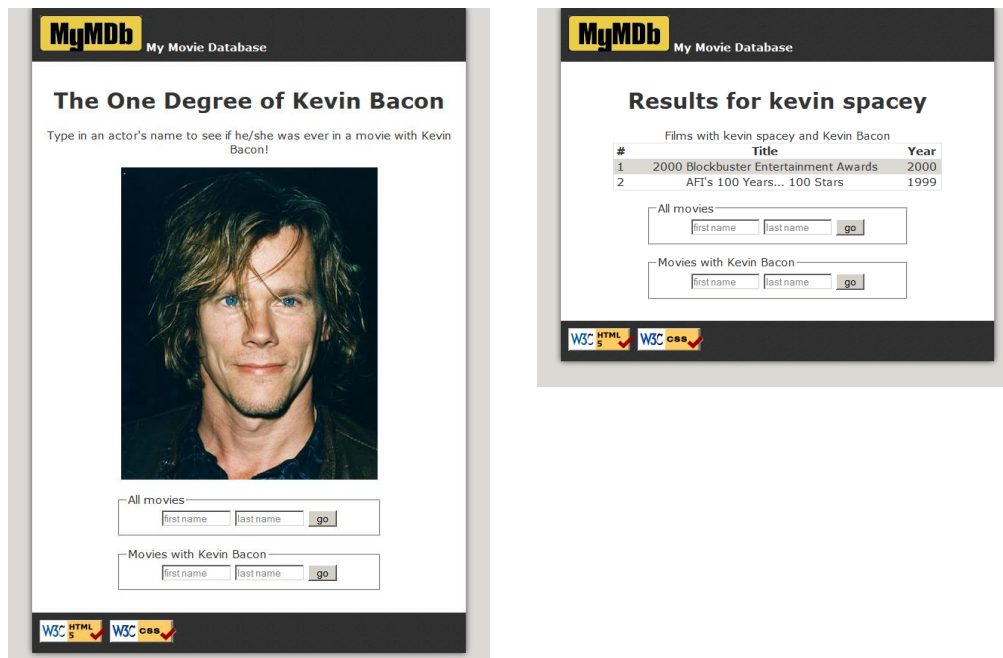 MyMDb My Movie Database
The One Degree of Kevin Bacon
Type in an actor's name to see if he/she was ever in a movie with Kevin
Bacon!
All movies
first name last name go
Movies with Kevin Bacon
first name last name go
W3C HTML 5 W3C css
MyMDb My Movie Database
Results for kevin spacey
Films with kevin spacey and Kevin Bacon
# Title Year
1 2000 Blockbuster Entertainment Awards 2000
2 AFI's 100 Years... 100 Stars 1999
All movies
first name last name go
Movies with Kevin Bacon
first name last name go
W3C HTML 5 W3C css